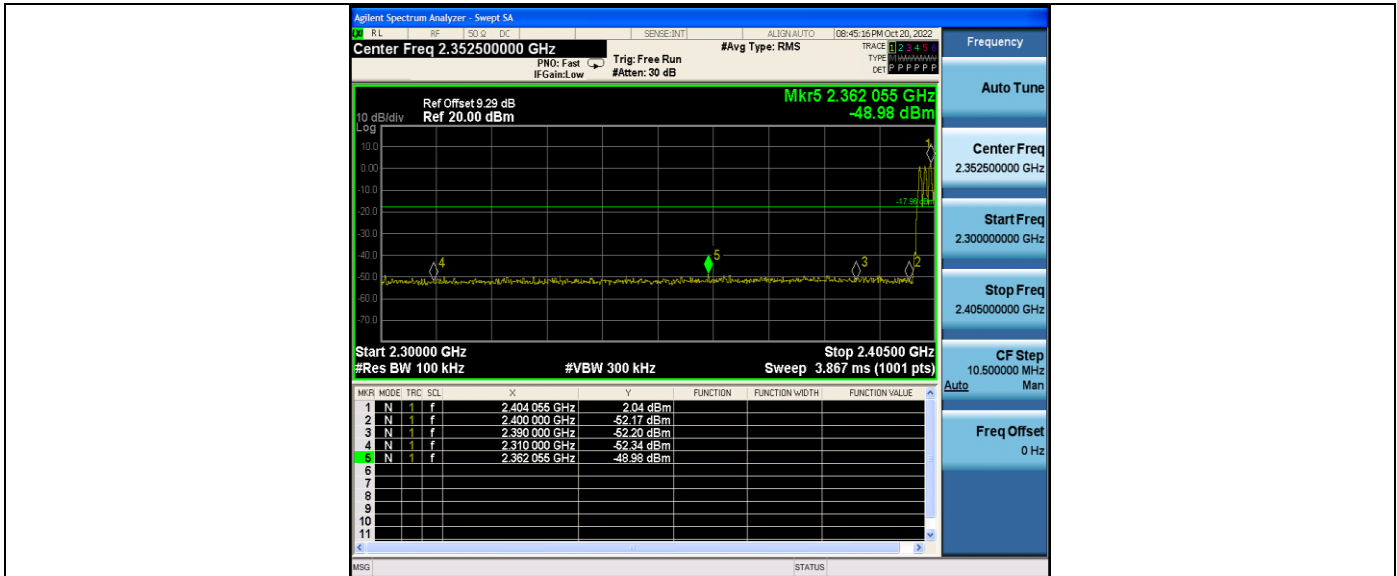 Agilent Spectrum Analyzer - Swept SA
RL RF 50 Ω DC SENSE:INT ALIGNAUTO 08:45:16 PM Oct 20, 2022
Center Freq 2.352500000 GHz
PNO: Fast
IFGain:Low
Trig: Free Run
#Atten: 30 dB
#Avg Type: RMS
TRACE 1 2 3 4 5 6
TYPE M
DET P P P P P P
Mkr5 2.362 055 GHz
-48.98 dBm
Ref Offset 9.29 dB
10 dB/div Ref 20.00 dBm
Log
10.0
0.00
-10.0
-20.0
-30.0
-40.0
-50.0
-60.0
-70.0
1
-17.96 dBm
4
5
3
2
Start 2.30000 GHz Stop 2.40500 GHz
#Res BW 100 kHz #VBW 300 kHz Sweep 3.867 ms (1001 pts)
MKR MODE TRC SCL X Y FUNCTION FUNCTION WIDTH FUNCTION VALUE
1 N 1 f 2.404 055 GHz 2.04 dBm
2 N 1 f 2.400 000 GHz -52.17 dBm
3 N 1 f 2.390 000 GHz -52.20 dBm
4 N 1 f 2.310 000 GHz -52.34 dBm
5 N 1 f 2.362 055 GHz -48.98 dBm
6
7
8
9
10
11
MSG STATUS
Frequency
Auto Tune
Center Freq
2.352500000 GHz
Start Freq
2.300000000 GHz
Stop Freq
2.405000000 GHz
CF Step
10.500000 MHz
Auto Man
Freq Offset
0 Hz